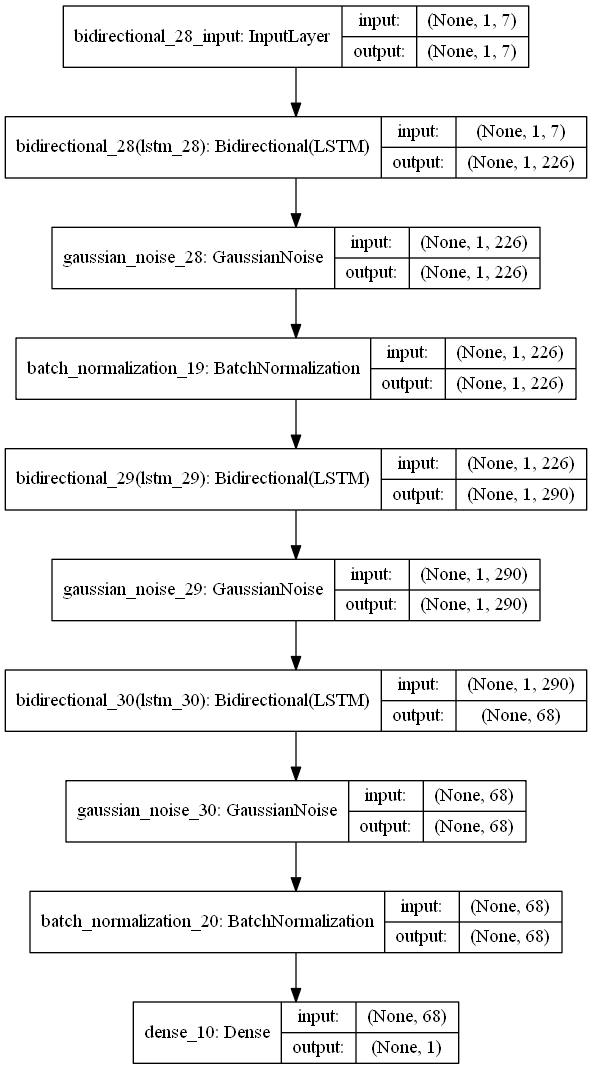 bidirectional_28_input: InputLayer
input: (None, 1, 7)
output: (None, 1, 7)
bidirectional_28(lstm_28): Bidirectional(LSTM)
input: (None, 1, 7)
output: (None, 1, 226)
gaussian_noise_28: GaussianNoise
input: (None, 1, 226)
output: (None, 1, 226)
batch_normalization_19: BatchNormalization
input: (None, 1, 226)
output: (None, 1, 226)
bidirectional_29(lstm_29): Bidirectional(LSTM)
input: (None, 1, 226)
output: (None, 1, 290)
gaussian_noise_29: GaussianNoise
input: (None, 1, 290)
output: (None, 1, 290)
bidirectional_30(lstm_30): Bidirectional(LSTM)
input: (None, 1, 290)
output: (None, 68)
gaussian_noise_30: GaussianNoise
input: (None, 68)
output: (None, 68)
batch_normalization_20: BatchNormalization
input: (None, 68)
output: (None, 68)
dense_10: Dense
input: (None, 68)
output: (None, 1)